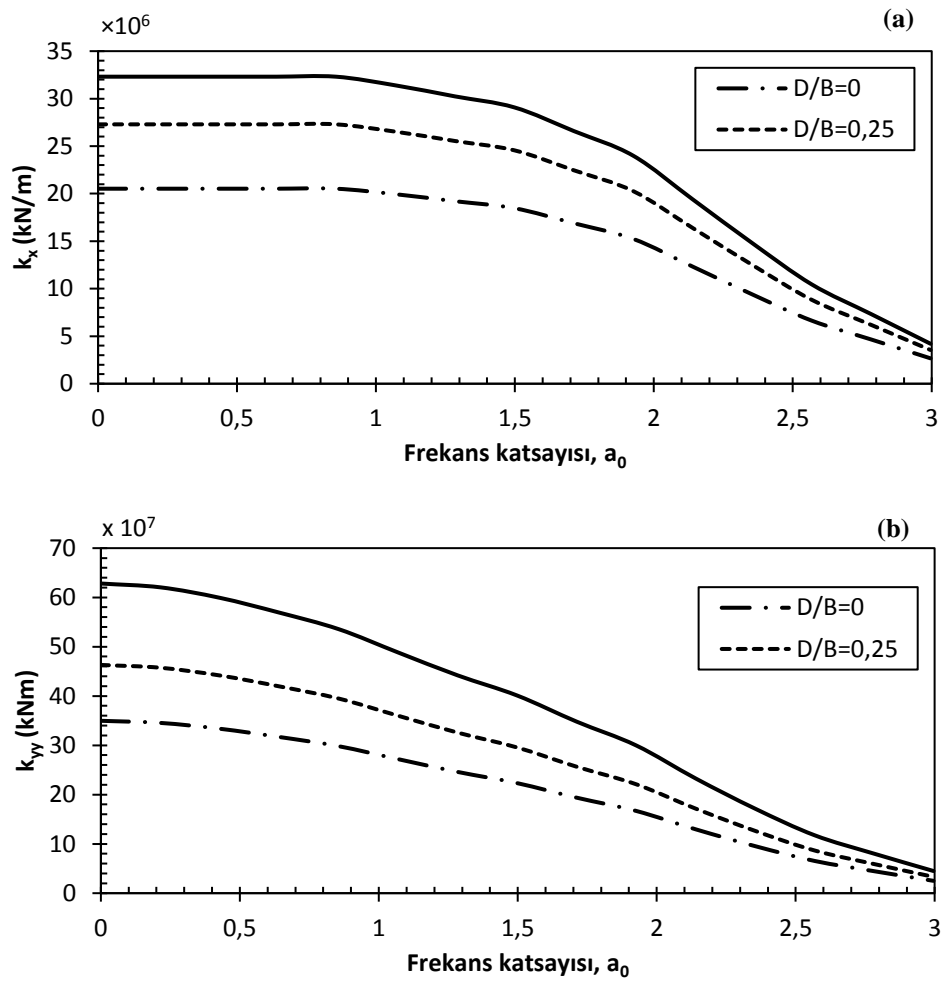 ×10⁶
(a)
35
30
25
20
15
10
5
0
kₓ (kN/m)
D/B=0
D/B=0,25
0 0,5 1 1,5 2 2,5 3
Frekans katsayısı, a₀
x 10⁷
(b)
70
60
50
40
30
20
10
0
k_yy (kNm)
D/B=0
D/B=0,25
0 0,5 1 1,5 2 2,5 3
Frekans katsayısı, a₀